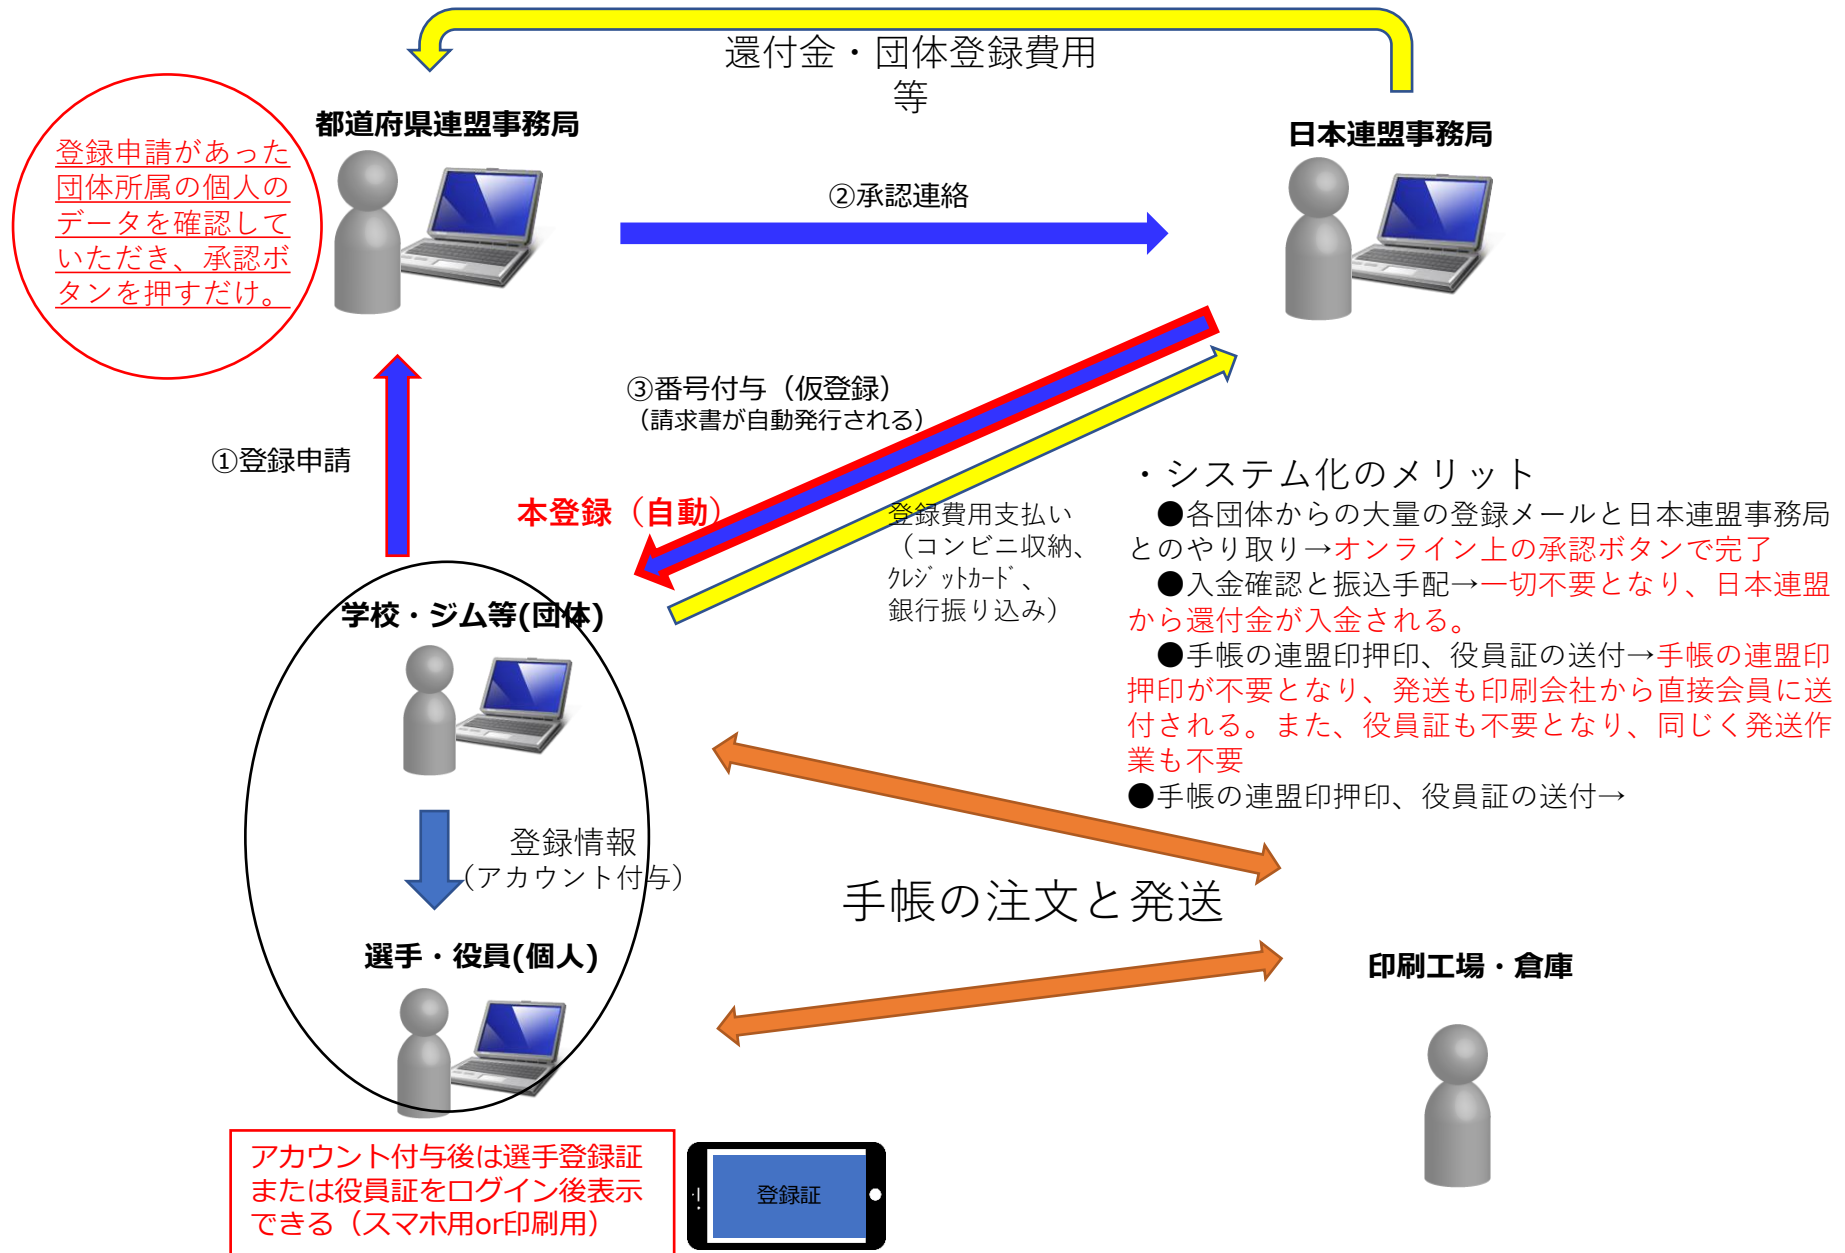 還付金・団体登録費用
等
都道府県連盟事務局
日本連盟事務局
登録申請があった
団体所属の個人の
データを確認して
いただき、承認ボ
タンを押すだけ。
②承認連絡
③番号付与（仮登録）
（請求書が自動発行される）
①登録申請
本登録（自動）
登録費用支払い
（コンビニ収納、
ｸﾚｼﾞｯﾄｶｰﾄﾞ、
銀行振り込み）
・システム化のメリット
●各団体からの大量の登録メールと日本連盟事務局
とのやり取り→オンライン上の承認ボタンで完了
●入金確認と振込手配→一切不要となり、日本連盟
から還付金が入金される。
●手帳の連盟印押印、役員証の送付→手帳の連盟印
押印が不要となり、発送も印刷会社から直接会員に送
付される。また、役員証も不要となり、同じく発送作
業も不要
●手帳の連盟印押印、役員証の送付→
学校・ジム等(団体)
登録情報
（アカウント付与）
手帳の注文と発送
選手・役員(個人)
印刷工場・倉庫
アカウント付与後は選手登録証
または役員証をログイン後表示
できる（スマホ用or印刷用）
登録証